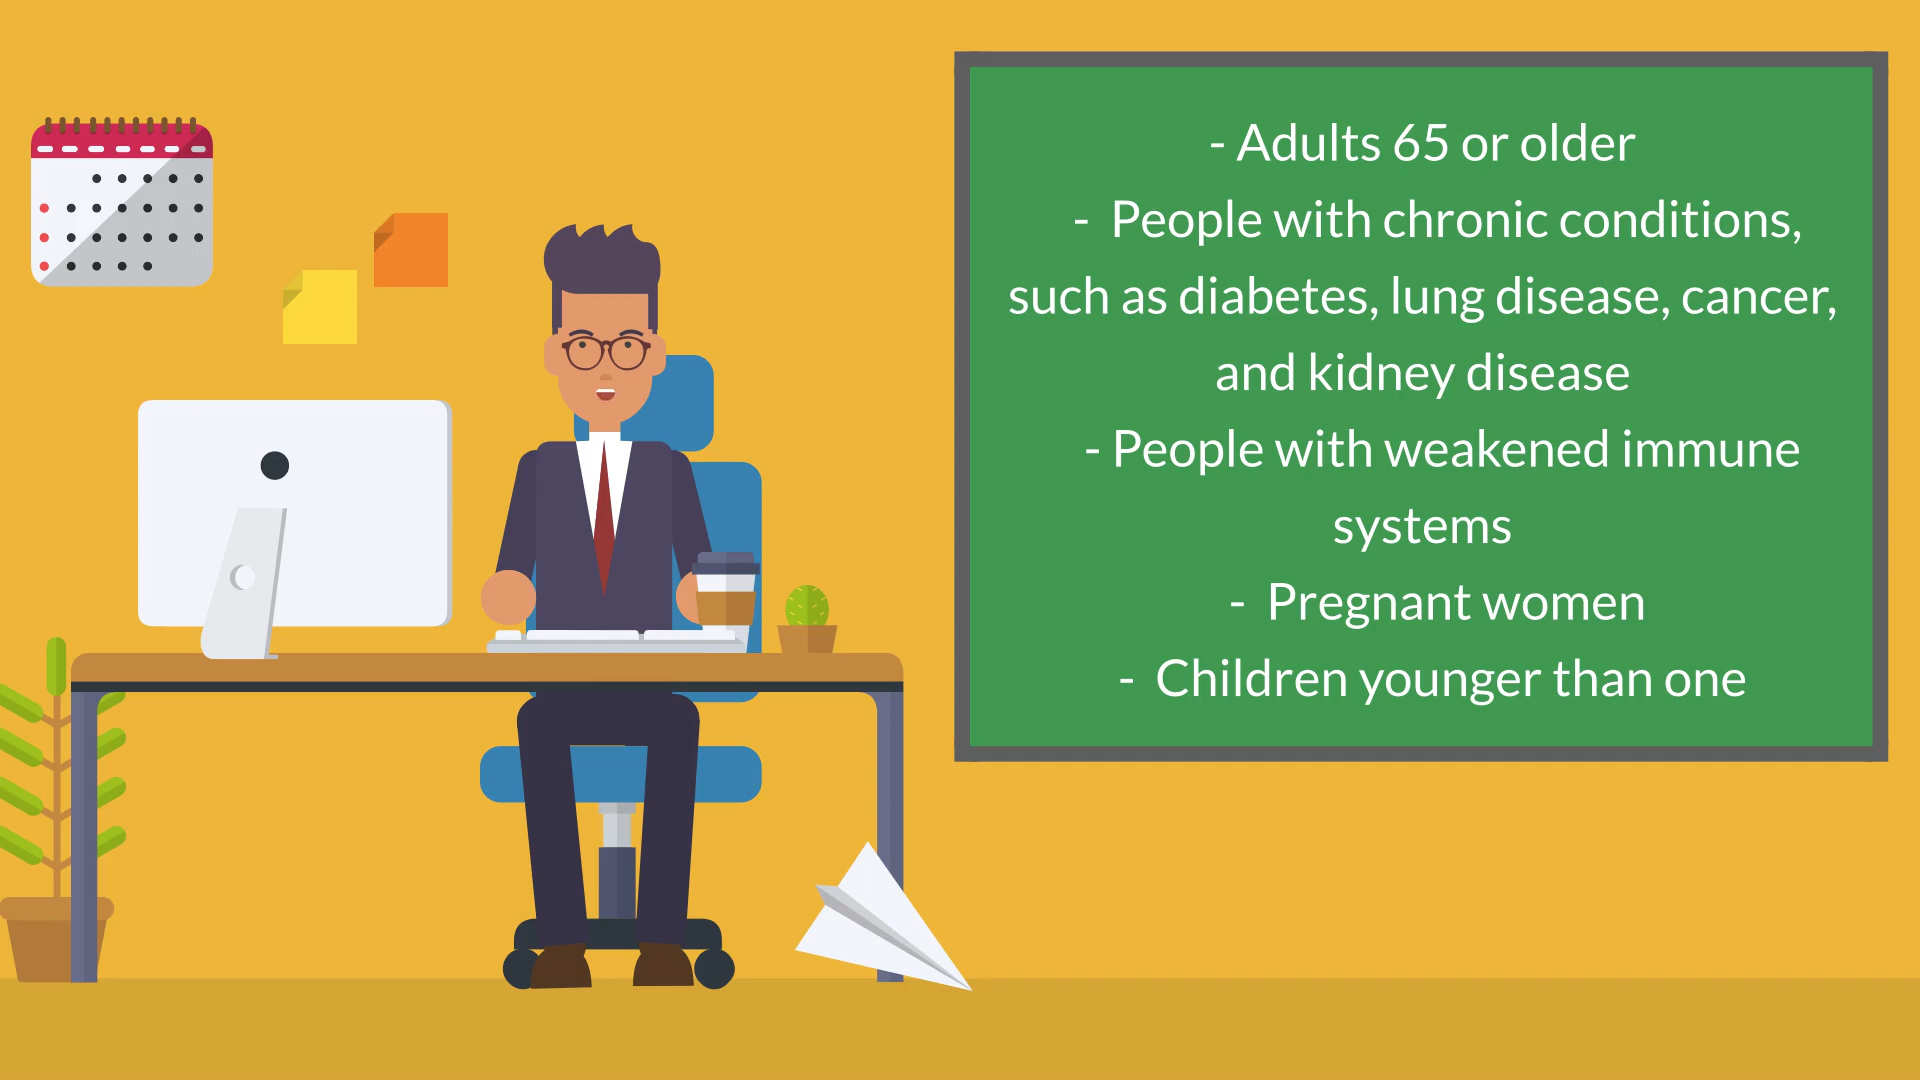 - Adults 65 or older
- People with chronic conditions,
such as diabetes, lung disease, cancer,
and kidney disease
- People with weakened immune
systems
- Pregnant women
- Children younger than one